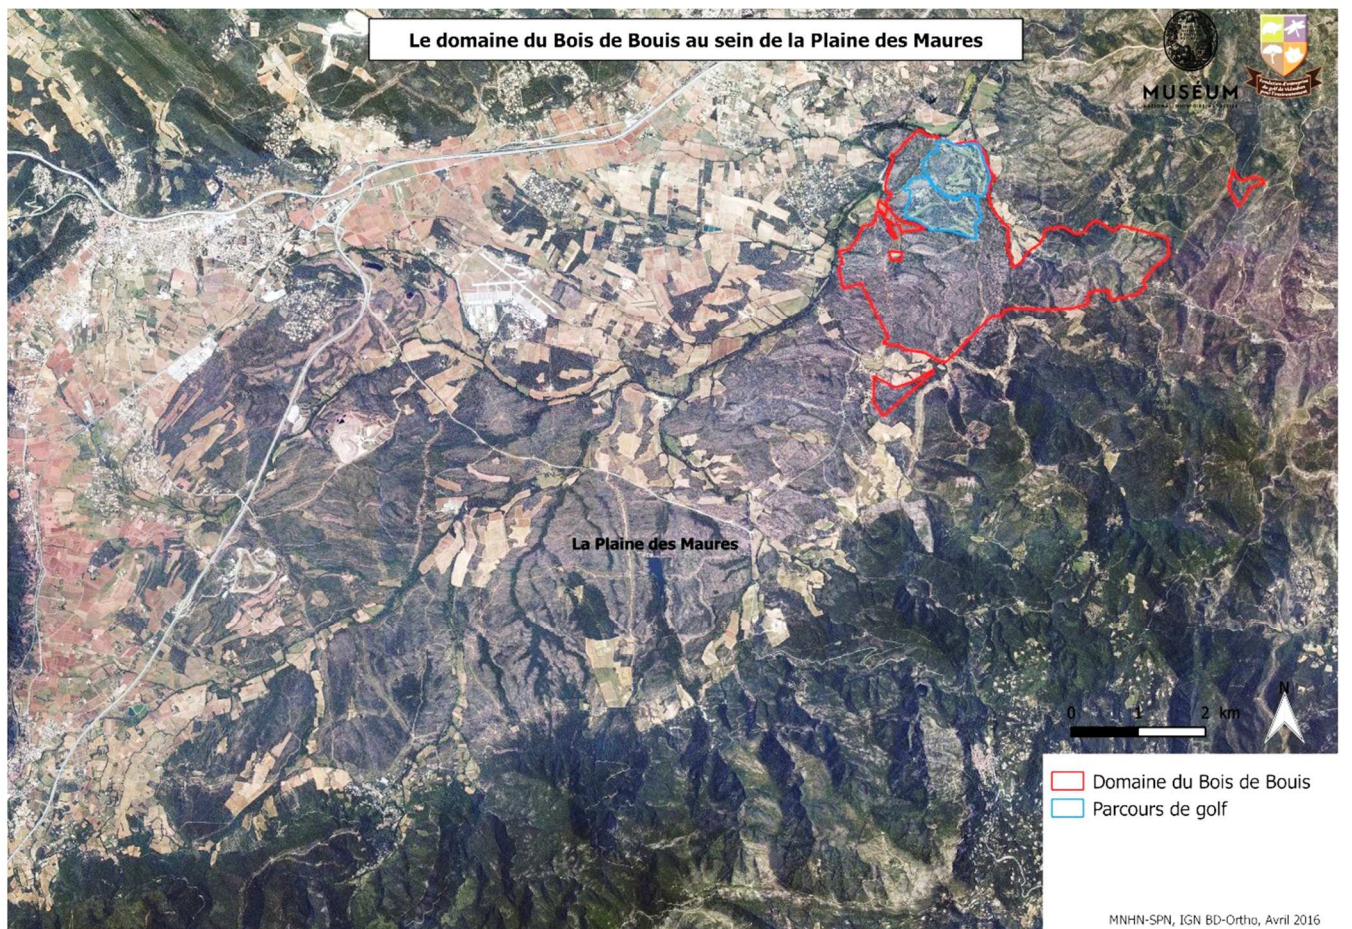 Le domaine du Bois de Bouis au sein de la Plaine des Maures
MUSÉUM
La Plaine des Maures
N
0 1 2 km
Domaine du Bois de Bouis
Parcours de golf
MNHN-SPN, IGN BD-Ortho, Avril 2016